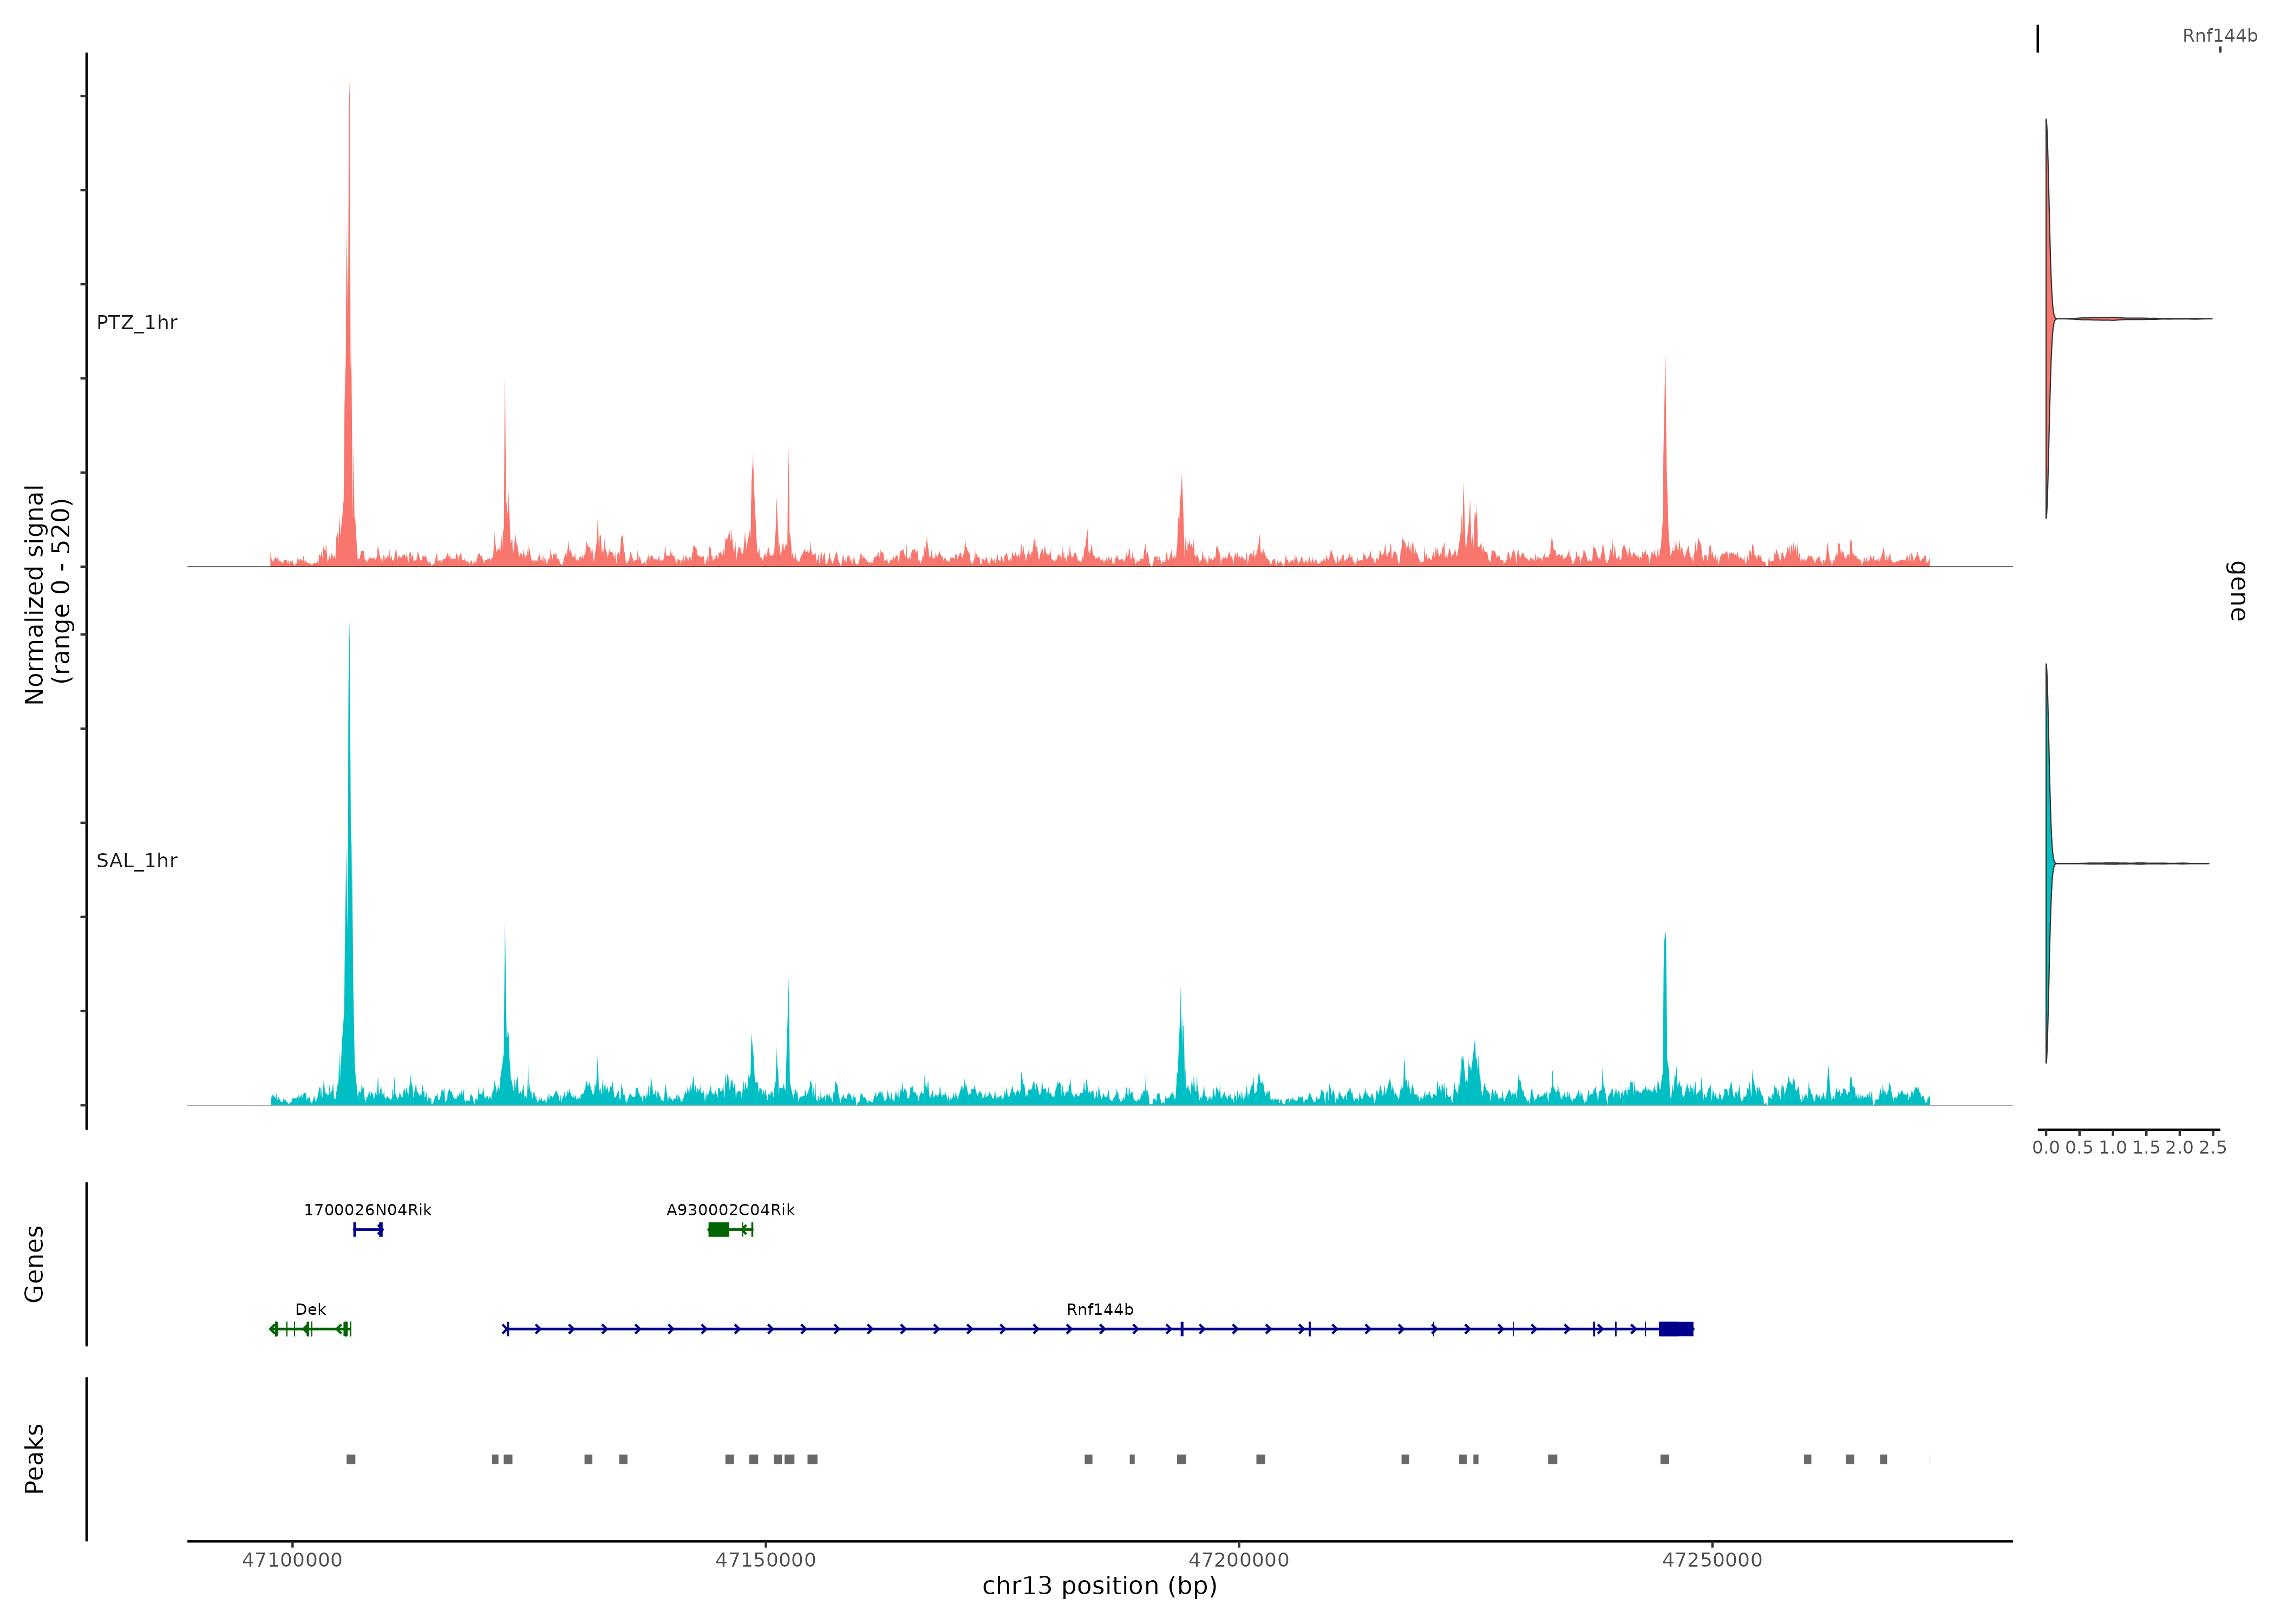 Rnf144b
Normalized signal
(range 0 - 520)
PTZ_1hr
SAL_1hr
gene
0.0 0.5 1.0 1.5 2.0 2.5
Genes
1700026N04Rik
A930002C04Rik
Dek
Rnf144b
Peaks
47100000
47150000
47200000
47250000
chr13 position (bp)